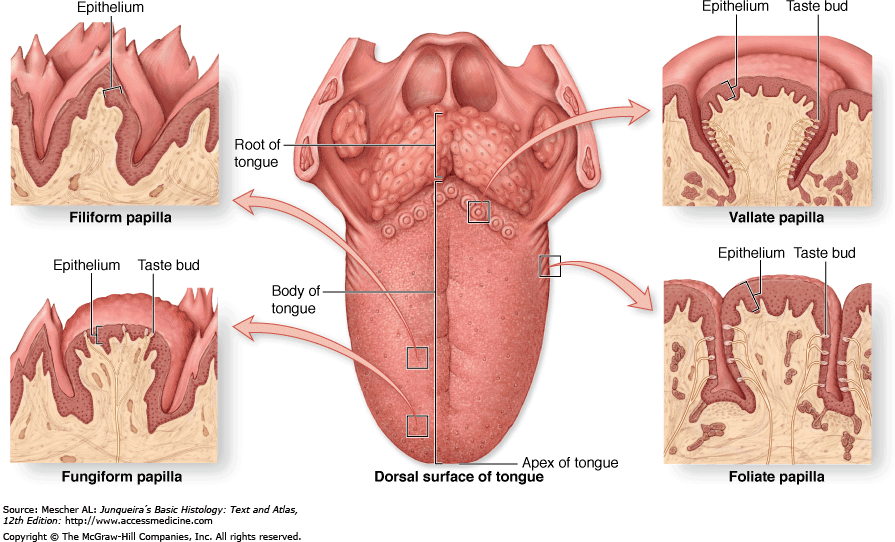 Epithelium
Filiform papilla
Epithelium Taste bud
Fungiform papilla
Root of
tongue
Body of
tongue
Apex of tongue
Dorsal surface of tongue
Epithelium Taste bud
Vallate papilla
Epithelium
Taste bud
Foliate papilla
Source: Mescher AL: Junqueira´s Basic Histology: Text and Atlas,
12th Edition: http://www.accessmedicine.com
Copyright © The McGraw-Hill Companies, Inc. All rights reserved.